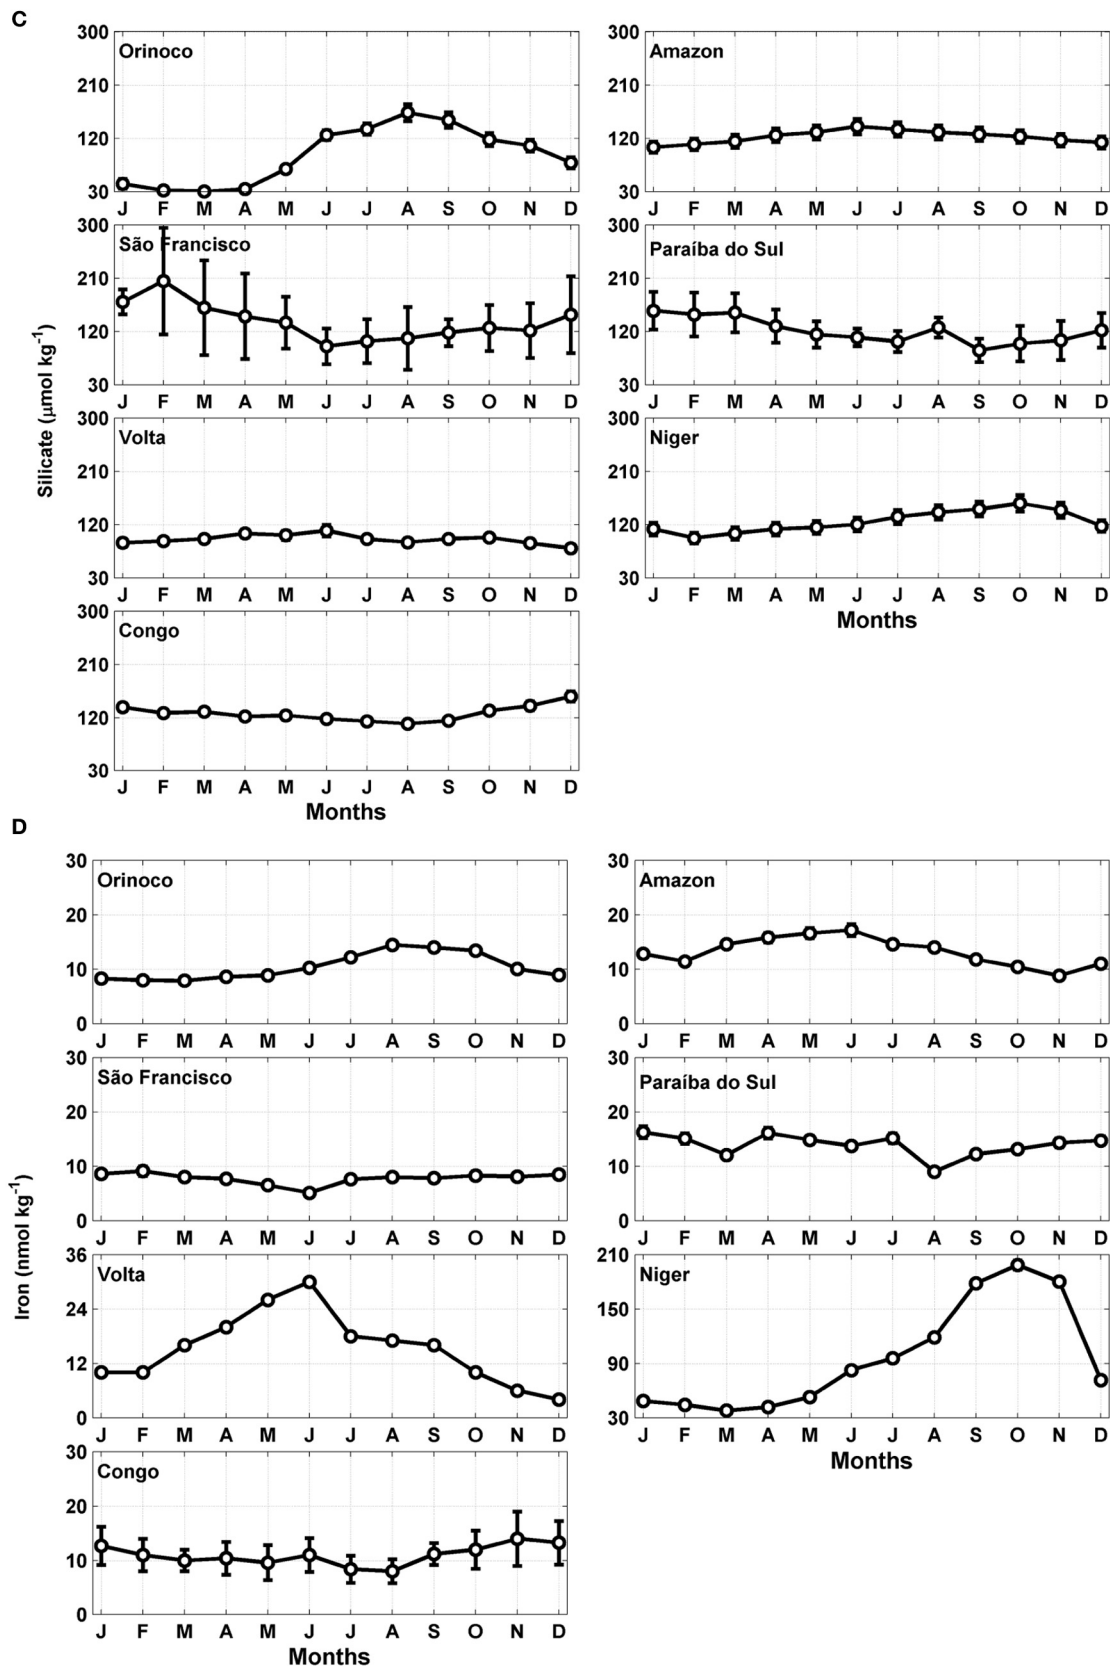 C
Orinoco
300
210
120
30
J F M A M J J A S O N D
Amazon
300
210
120
30
J F M A M J J A S O N D
São Francisco
300
210
120
30
J F M A M J J A S O N D
Paraíba do Sul
300
210
120
30
J F M A M J J A S O N D
Silicate (μmol kg⁻¹)
Volta
300
210
120
30
J F M A M J J A S O N D
Niger
300
210
120
30
J F M A M J J A S O N D
Months
Congo
300
210
120
30
J F M A M J J A S O N D
Months
D
Orinoco
30
20
10
0
J F M A M J J A S O N D
Amazon
30
20
10
0
J F M A M J J A S O N D
São Francisco
30
20
10
0
J F M A M J J A S O N D
Paraíba do Sul
30
20
10
0
J F M A M J J A S O N D
Iron (nmol kg⁻¹)
Volta
36
24
12
0
J F M A M J J A S O N D
Niger
210
150
90
30
J F M A M J J A S O N D
Months
Congo
30
20
10
0
J F M A M J J A S O N D
Months